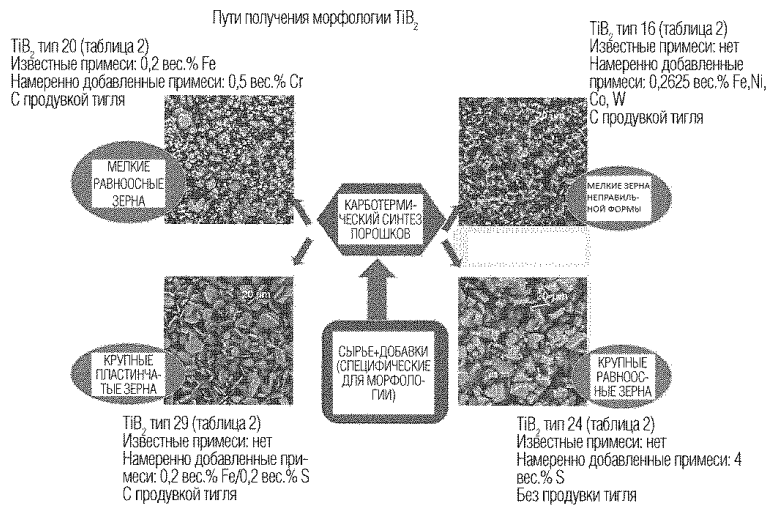 Пути получения морфологии TiB2
TiB2 тип 20 (таблица 2)
Известные примеси: 0,2 вес.% Fe
Намеренно добавленные примеси: 0,5 вес.% Cr
С продувкой тигля
TiB2 тип 16 (таблица 2)
Известные примеси: нет
Намеренно добавленные
примеси: 0,2625 вес.% Fe,Ni,
Co, W
С продувкой тигля
МЕЛКИЕ
РАВНООСНЫЕ
ЗЕРНА
КАРБОТЕРМИ-
ЧЕСКИЙ СИНТЕЗ
ПОРОШКОВ
МЕЛКИЕ ЗЕРНА
НЕПРАВИЛЬ-
НОЙ ФОРМЫ
КРУПНЫЕ
ПЛАСТИНЧА-
ТЫЕ ЗЕРНА
СЫРЬЕ+ДОБАВКИ
(СПЕЦИФИЧЕСКИЕ
ДЛЯ МОРФОЛО-
ГИИ)
КРУПНЫЕ
РАВНООС-
НЫЕ ЗЕРНА
TiB2 тип 29 (таблица 2)
Известные примеси: нет
Намеренно добавленные при-
меси: 0,2 вес.% Fe/0,2 вес.% S
С продувкой тигля
TiB2 тип 24 (таблица 2)
Известные примеси: нет
Намеренно добавленные примеси: 4
вес.% S
Без продувки тигля